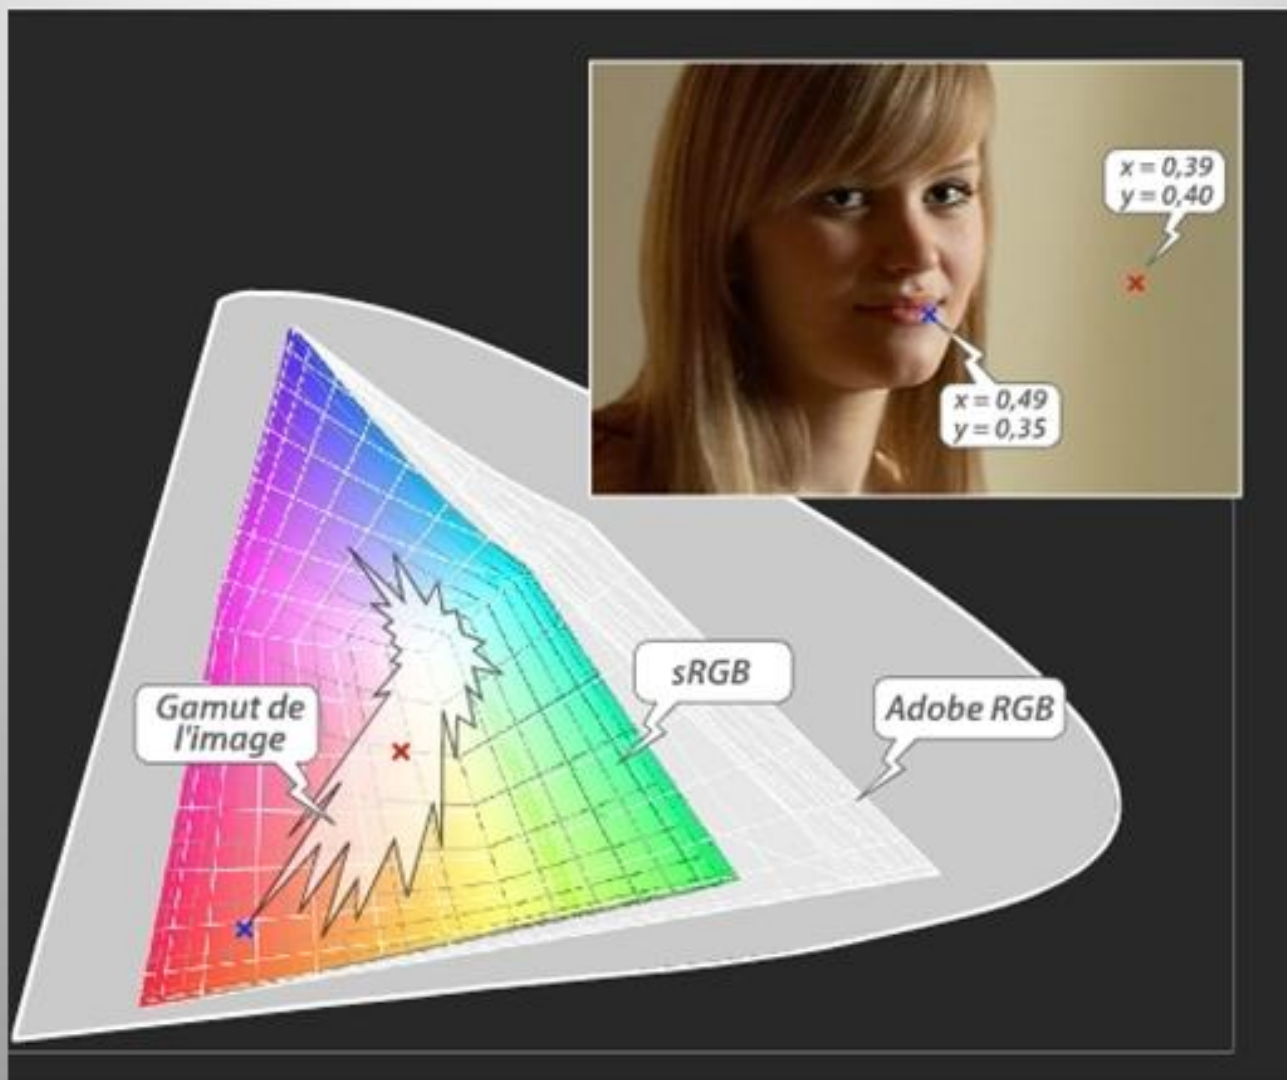 x = 0,39
y = 0,40
x = 0,49
y = 0,35
sRGB
Gamut de
l'image
Adobe RGB